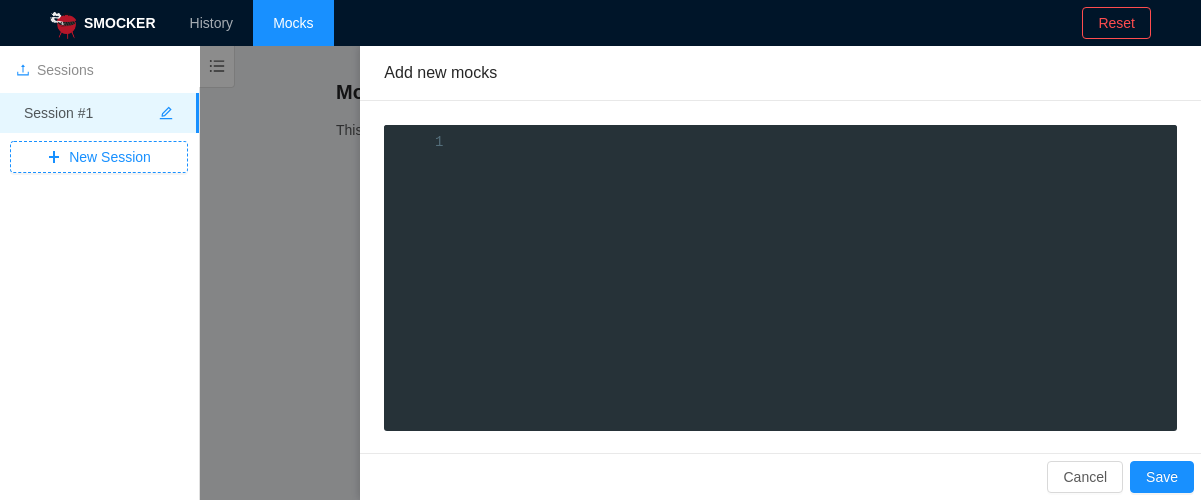 SMOCKER
History
Mocks
Reset
Sessions
Session #1
New Session
Mo
This
Add new mocks
1
Cancel
Save